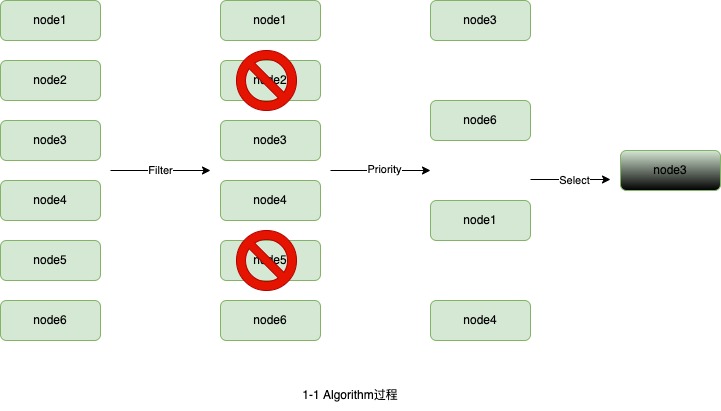 node1
node2
node3
node4
node5
node6
Filter
node1
node2
node3
node4
node5
node6
Priority
node3
node6
node1
node4
Select
node3
1-1 Algorithm过程